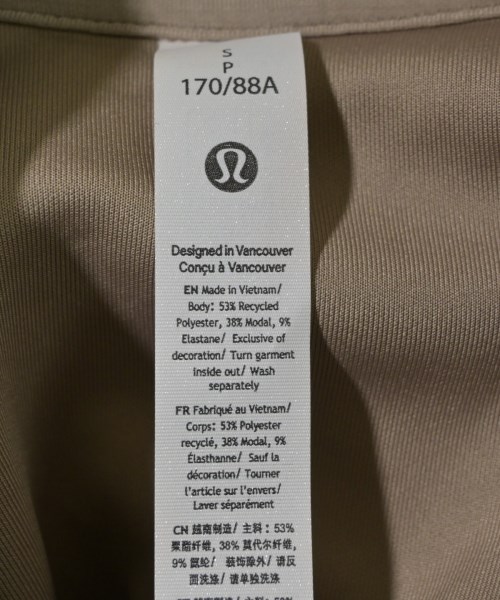 S
P
170/88A
Designed in Vancouver
Conçu à Vancouver
EN Made in Vietnam/
Body: 53% Recycled
Polyester, 38% Modal, 9%
Elastane/ Exclusive of
decoration/ Turn garment
inside out/ Wash
separately
FR Fabriqué au Vietnam/
Corps: 53% Polyester
recyclé, 38% Modal, 9%
Élasthanne/ Sauf la
décoration/ Tourner
l'article sur l'envers/
Laver séparément
CN 越南制造/ 主料: 53%
聚酯纤维, 38% 莫代尔纤维,
9% 氨纶/ 装饰除外/ 请反
面洗涤/ 请单独洗涤